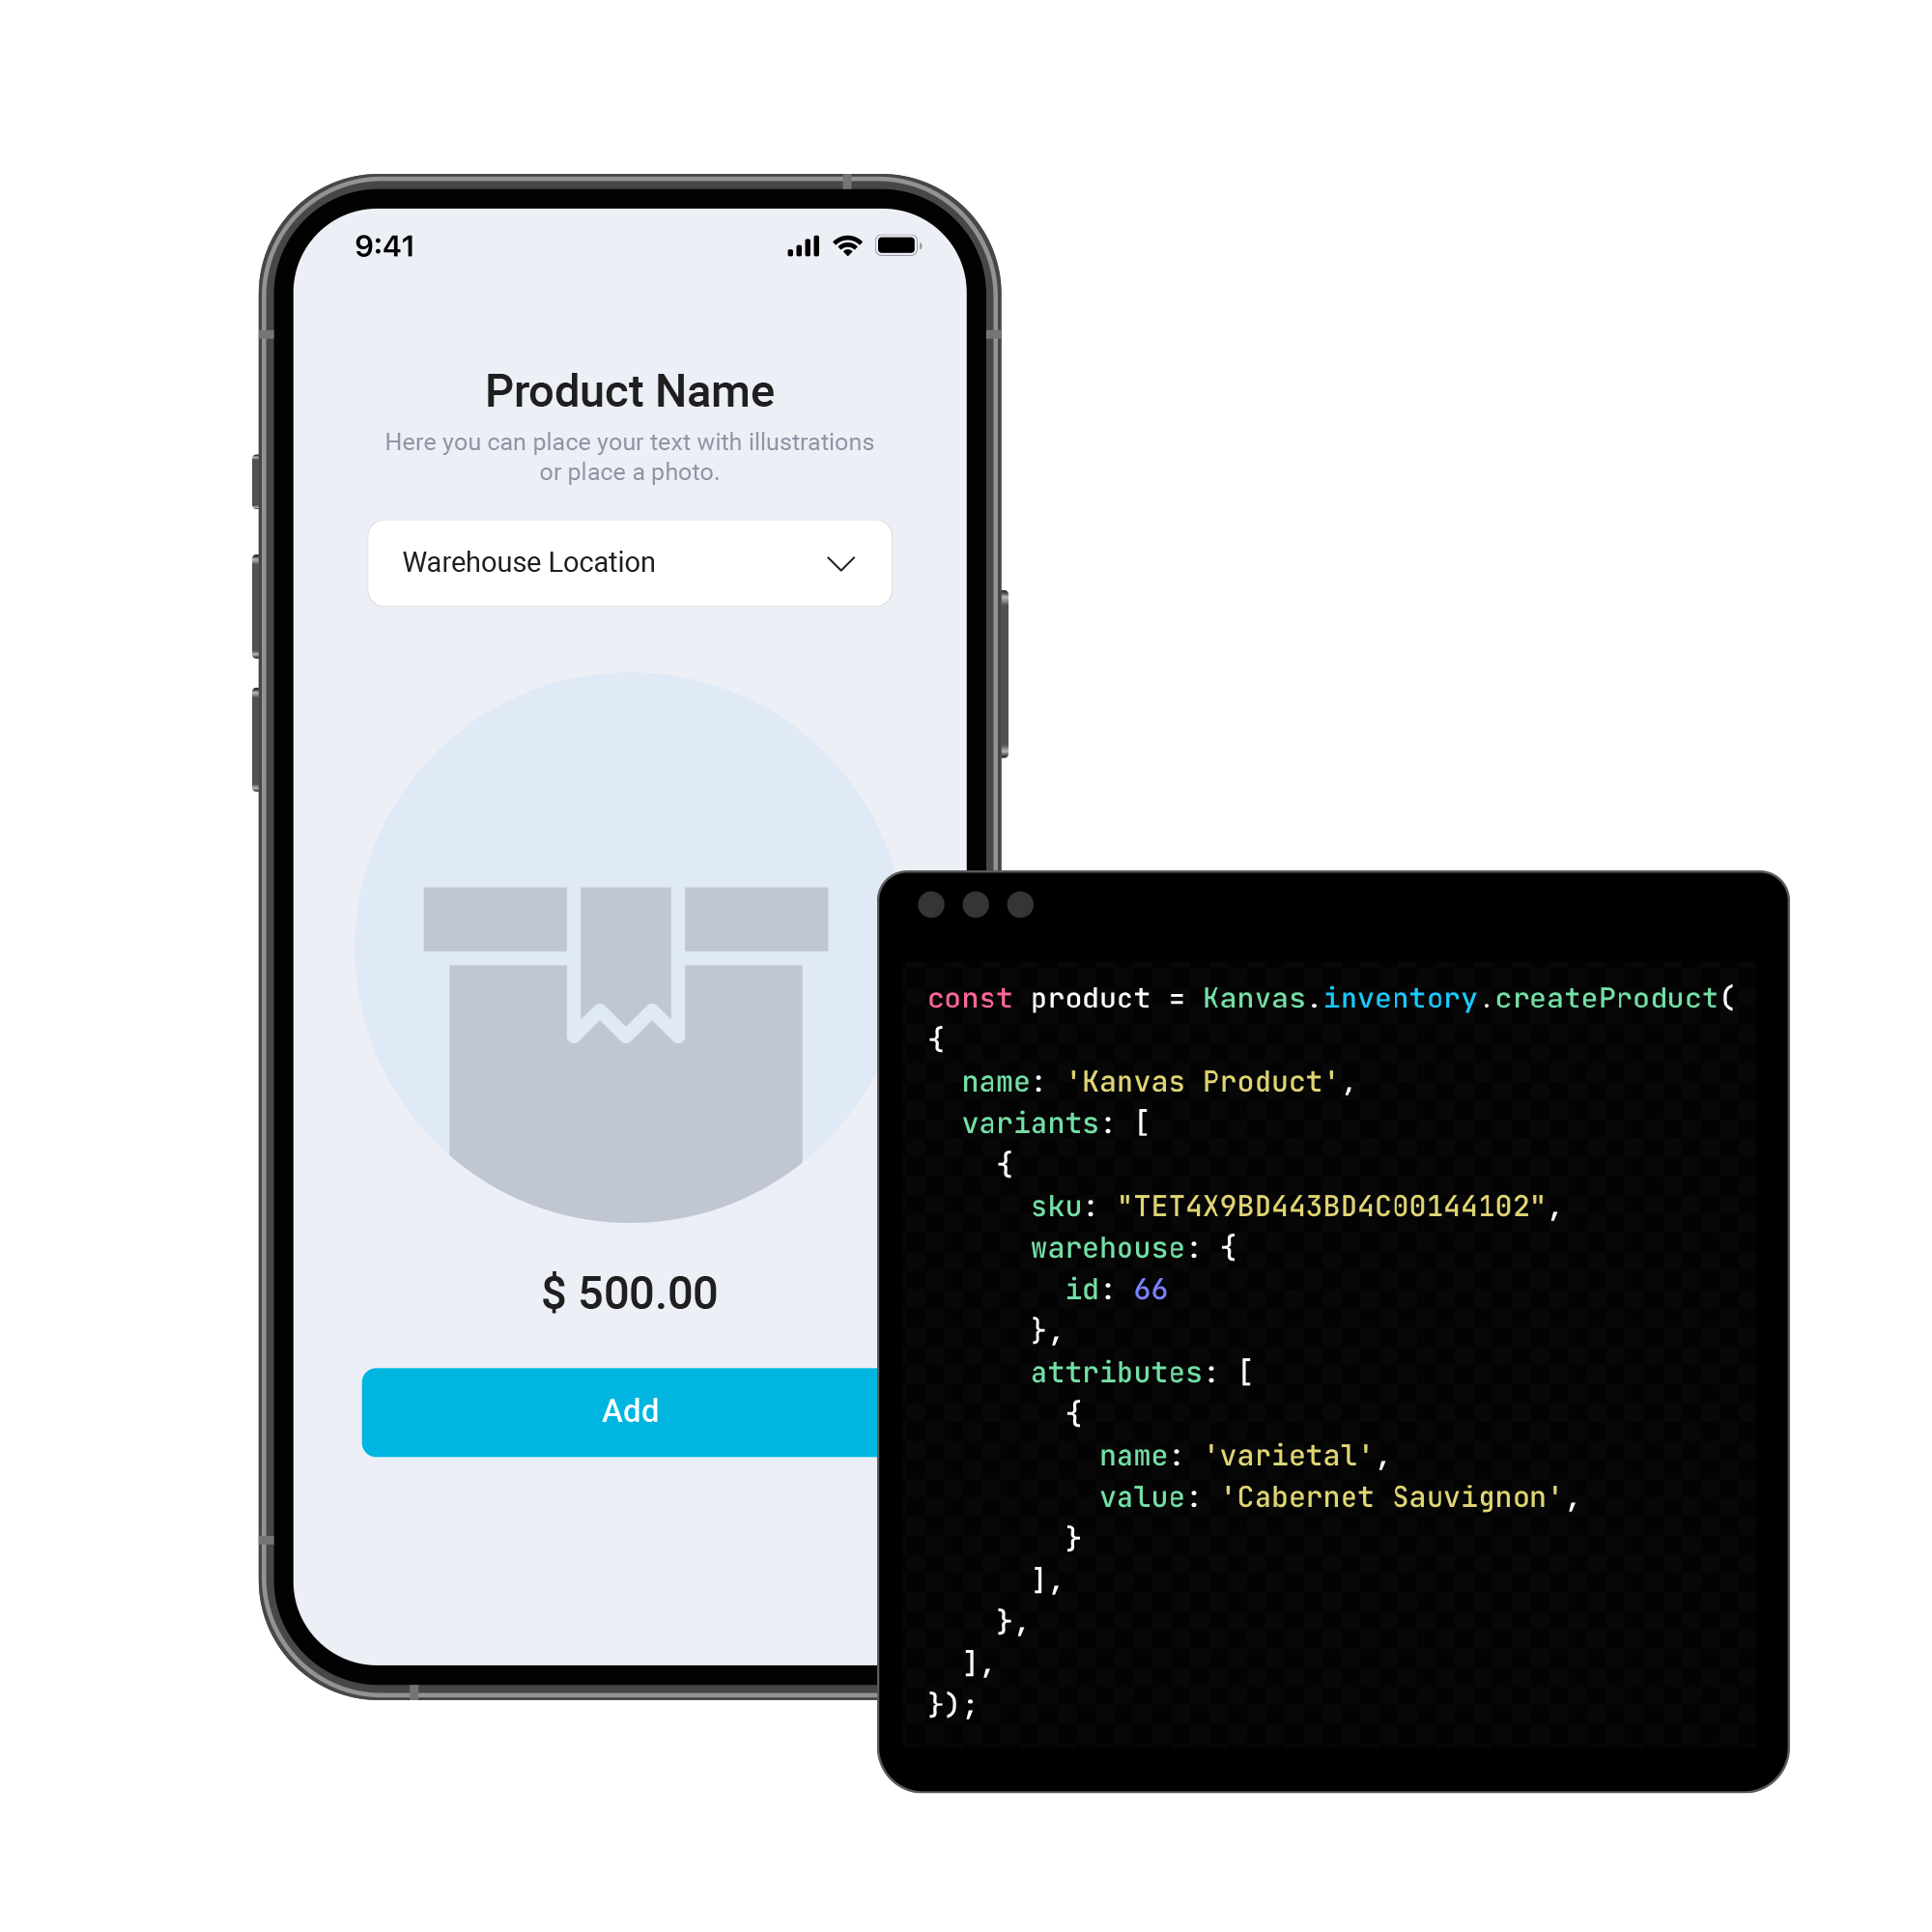 9:41
Product Name
Here you can place your text with illustrations
or place a photo.
Warehouse Location
$ 500.00
Add
const product = Kanvas.inventory.createProduct(
{
  name: 'Kanvas Product',
  variants: [
    {
      sku: "TET4X9BD443BD4C00144102",
      warehouse: {
        id: 66
      },
      attributes: [
        {
          name: 'varietal',
          value: 'Cabernet Sauvignon',
        }
      ],
    },
  ],
});